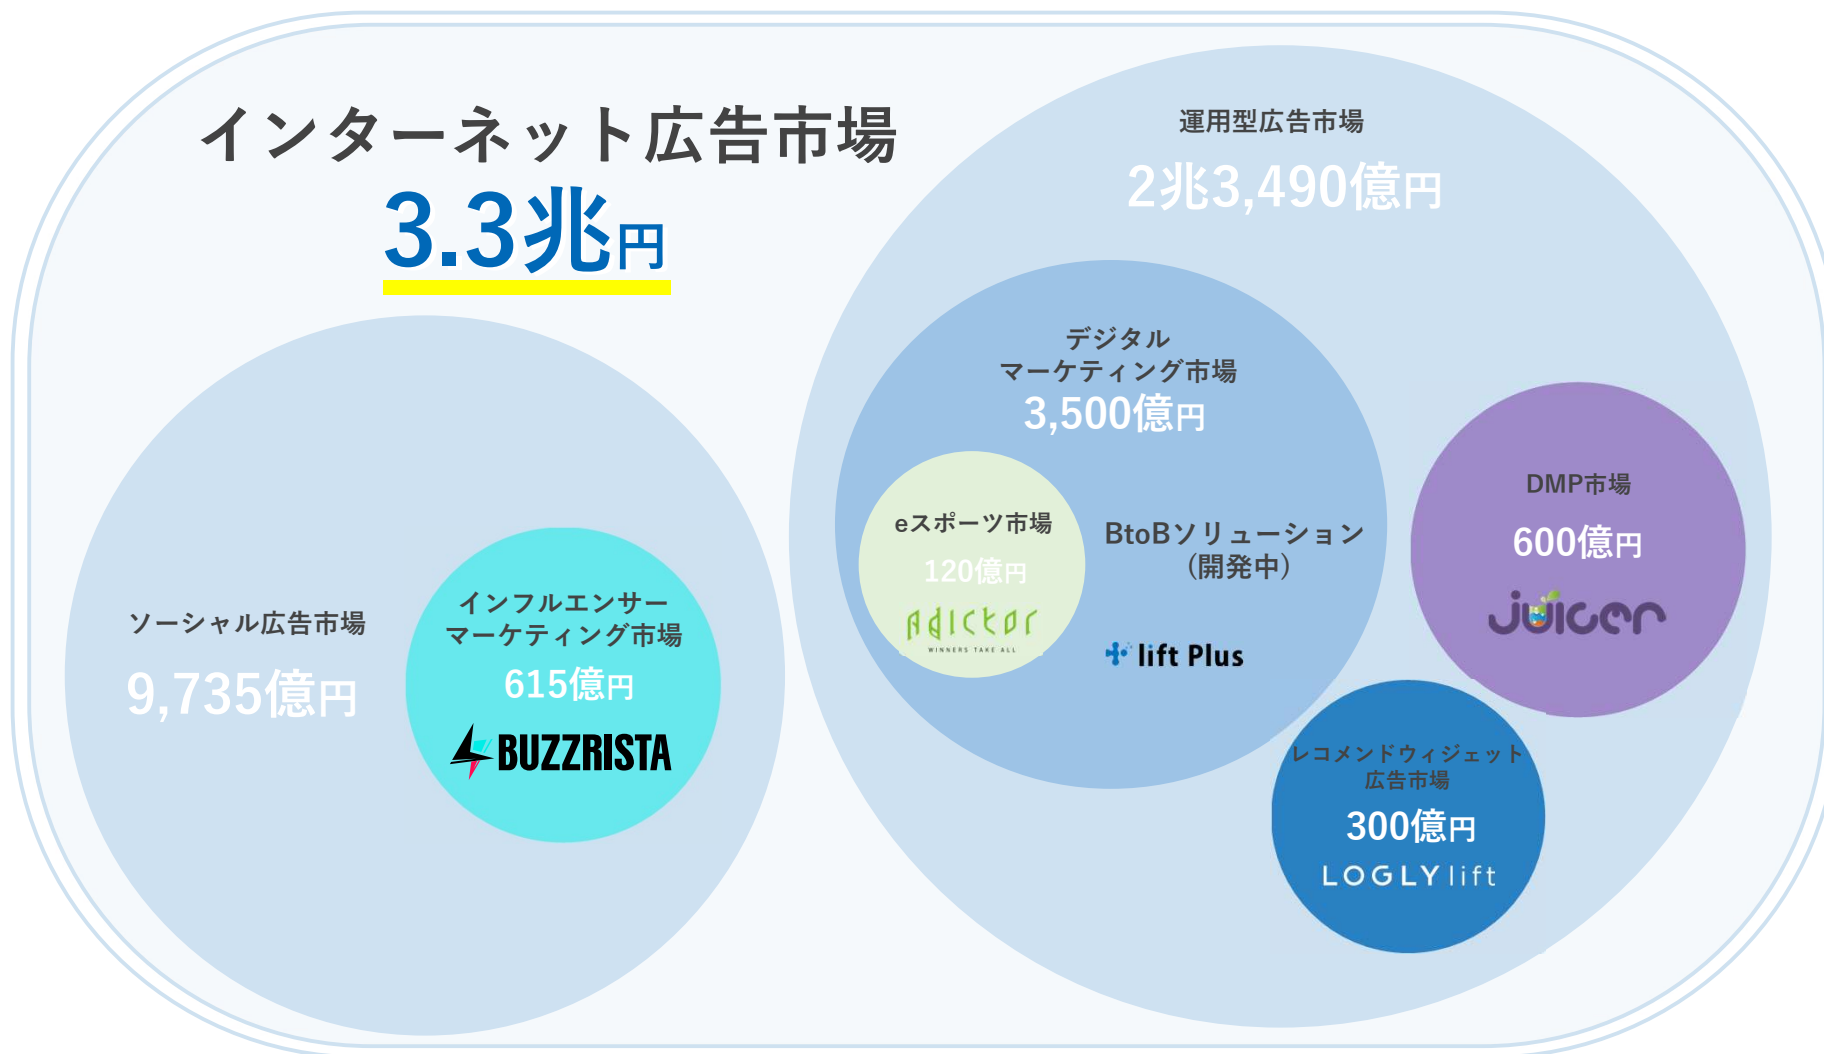 インターネット広告市場
3.3兆円
運用型広告市場
2兆3,490億円
デジタル
マーケティング市場
3,500億円
eスポーツ市場
120億円
Adictor
WINNERS TAKE ALL
BtoBソリューション
(開発中)
lift Plus
DMP市場
600億円
juicer
レコメンドウィジェット
広告市場
300億円
LOGLY lift
ソーシャル広告市場
9,735億円
インフルエンサー
マーケティング市場
615億円
BUZZRISTA